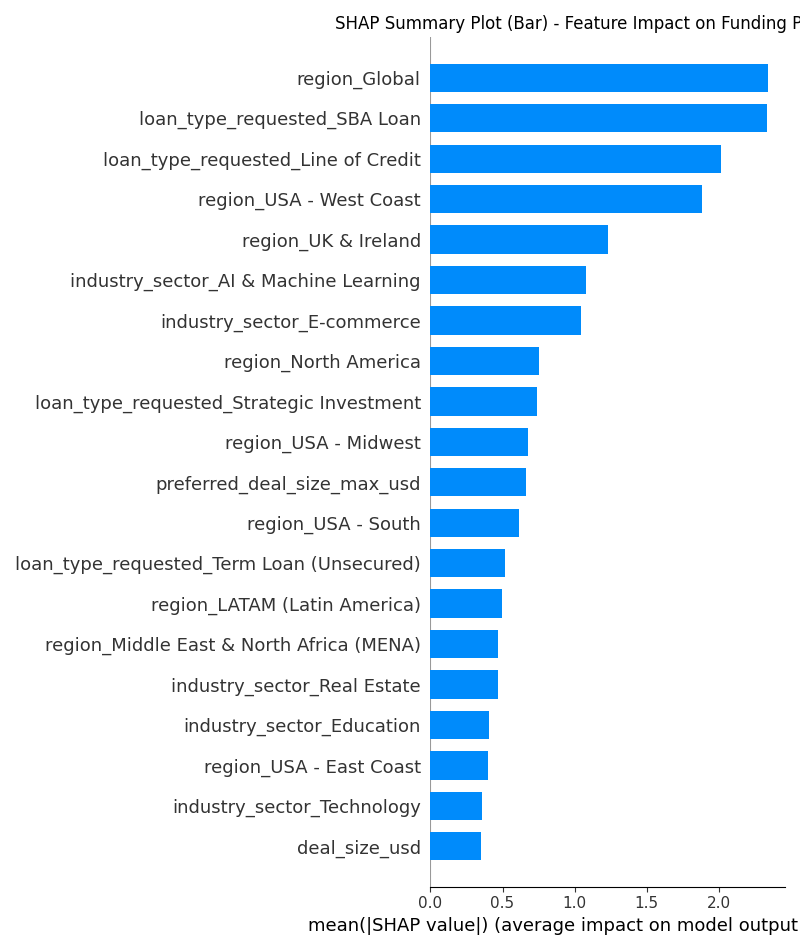 SHAP Summary Plot (Bar) - Feature Impact on Funding P
region_Global
loan_type_requested_SBA Loan
loan_type_requested_Line of Credit
region_USA - West Coast
region_UK & Ireland
industry_sector_AI & Machine Learning
industry_sector_E-commerce
region_North America
loan_type_requested_Strategic Investment
region_USA - Midwest
preferred_deal_size_max_usd
region_USA - South
loan_type_requested_Term Loan (Unsecured)
region_LATAM (Latin America)
region_Middle East & North Africa (MENA)
industry_sector_Real Estate
industry_sector_Education
region_USA - East Coast
industry_sector_Technology
deal_size_usd
0.0 0.5 1.0 1.5 2.0
mean(|SHAP value|) (average impact on model output